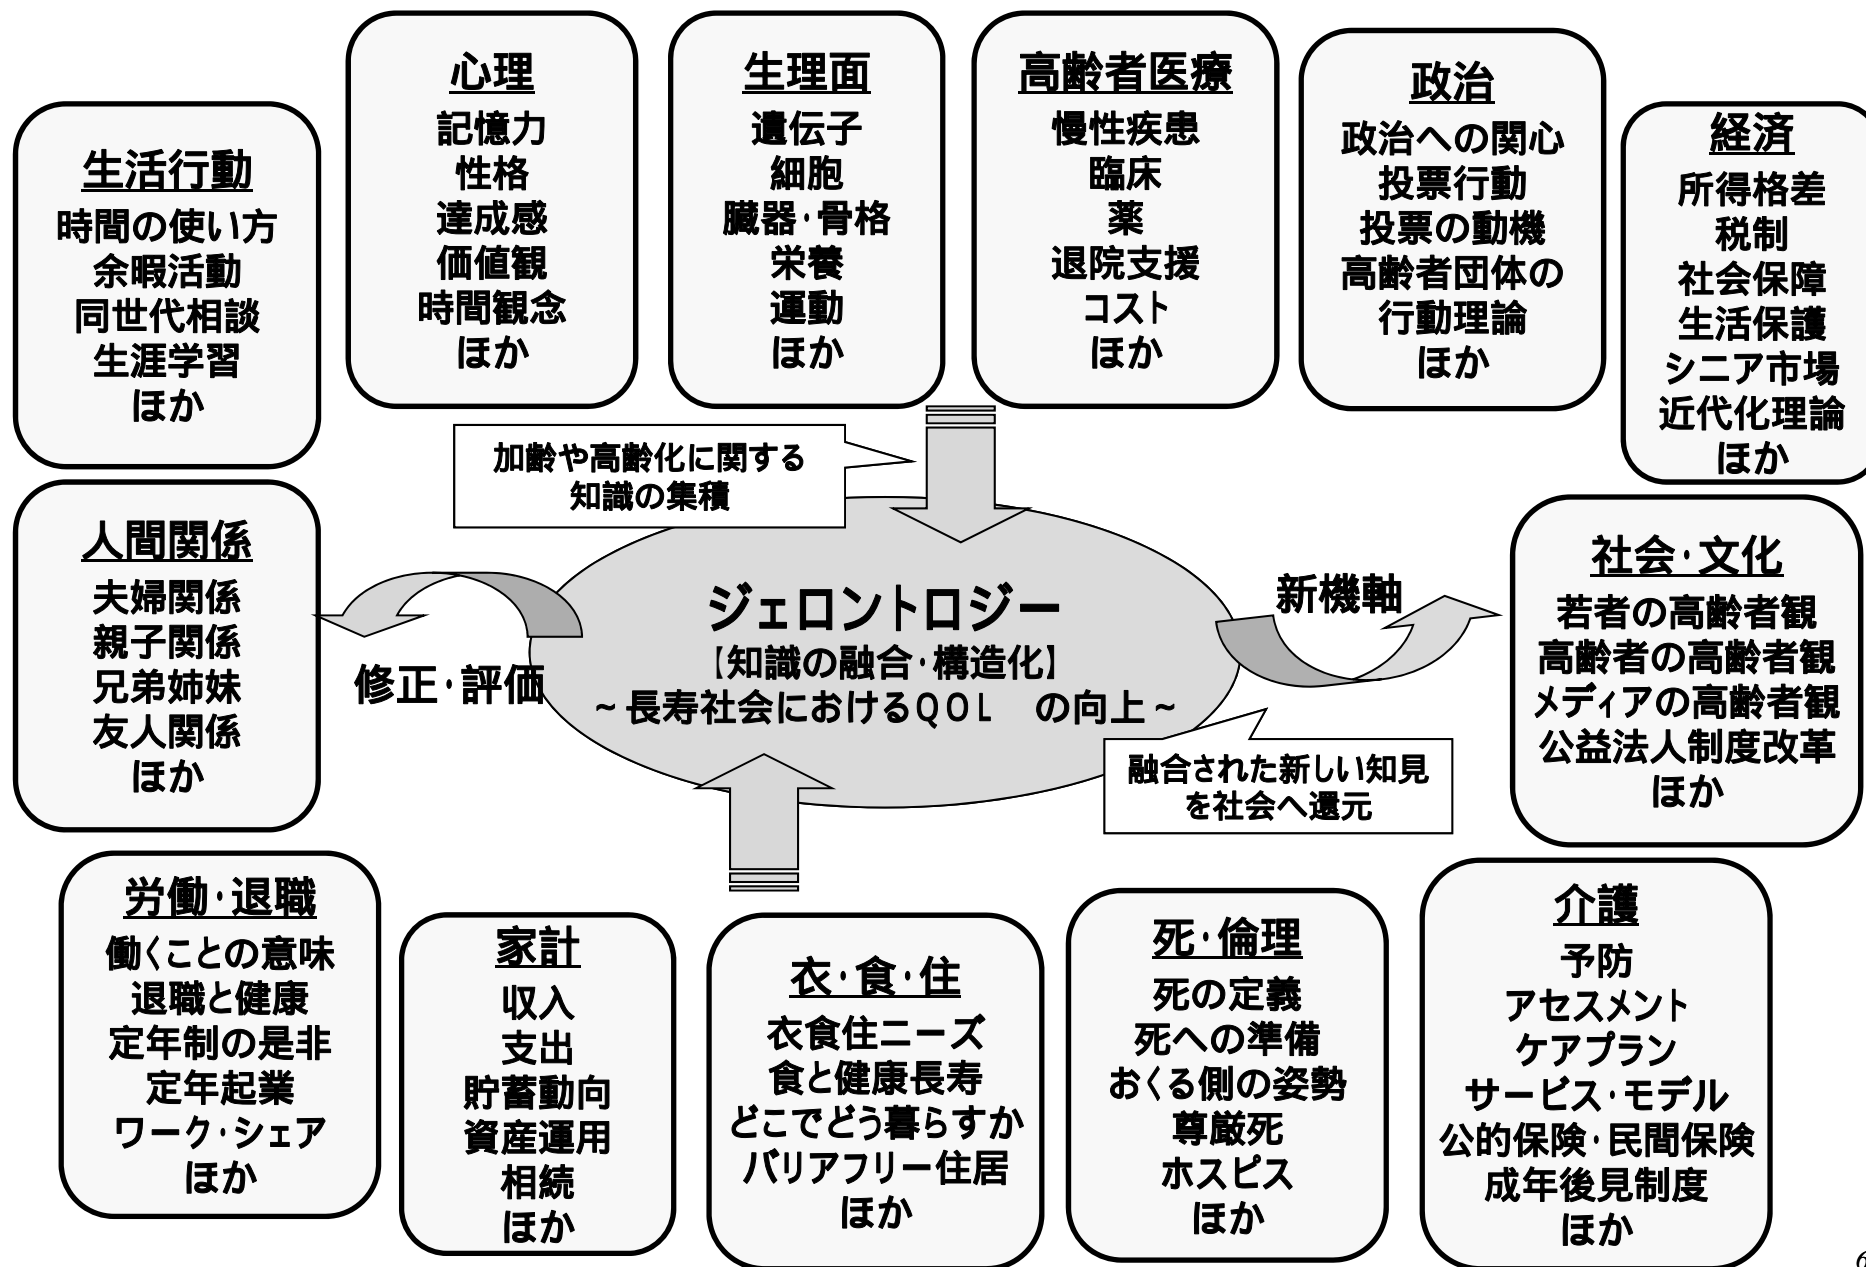 心理
記憶力
性格
達成感
価値観
時間観念
ほか
生理面
遺伝子
細胞
臓器・骨格
栄養
運動
ほか
高齢者医療
慢性疾患
臨床
薬
退院支援
コスト
ほか
政治
政治への関心
投票行動
投票の動機
高齢者団体の
行動理論
ほか
経済
所得格差
税制
社会保障
生活保護
シニア市場
近代化理論
ほか
生活行動
時間の使い方
余暇活動
同世代相談
生涯学習
ほか
加齢や高齢化に関する
知識の集積
人間関係
夫婦関係
親子関係
兄弟姉妹
友人関係
ほか
修正・評価
ジェロントロジー
【知識の融合・構造化】
~長寿社会におけるQOL の向上~
新機軸
融合された新しい知見
を社会へ還元
社会・文化
若者の高齢者観
高齢者の高齢者観
メディアの高齢者観
公益法人制度改革
ほか
労働・退職
働くことの意味
退職と健康
定年制の是非
定年起業
ワーク・シェア
ほか
家計
収入
支出
貯蓄動向
資産運用
相続
ほか
衣・食・住
衣食住ニーズ
食と健康長寿
どこでどう暮らすか
バリアフリー住居
ほか
死・倫理
死の定義
死への準備
おくる側の姿勢
尊厳死
ホスピス
ほか
介護
予防
アセスメント
ケアプラン
サービス・モデル
公的保険・民間保険
成年後見制度
ほか